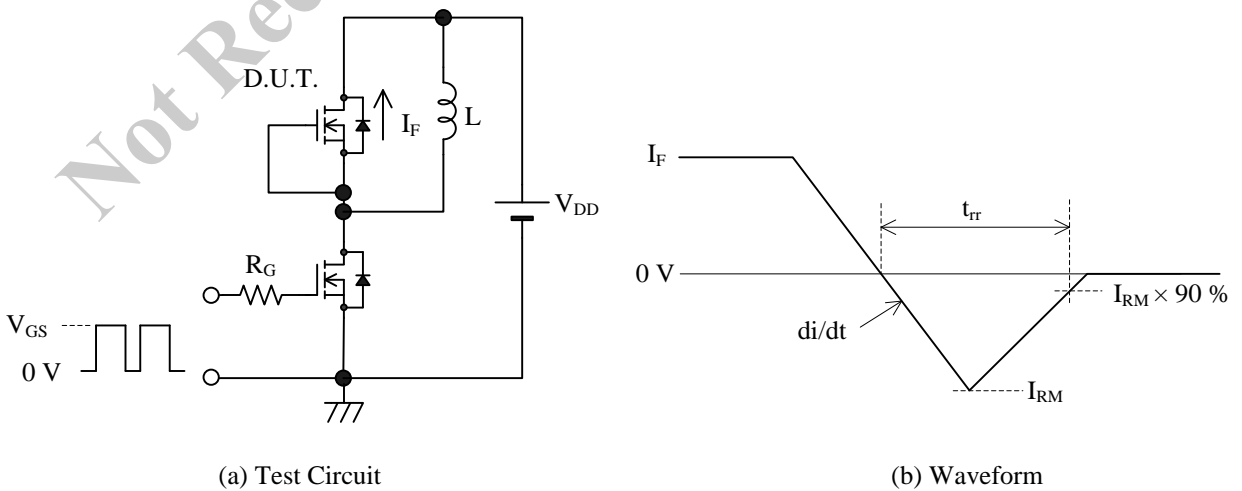 Not Rec
D.U.T.
I_F
L
V_DD
R_G
V_GS
0 V
(a) Test Circuit
I_F
t_rr
0 V
I_RM × 90 %
di/dt
I_RM
(b) Waveform